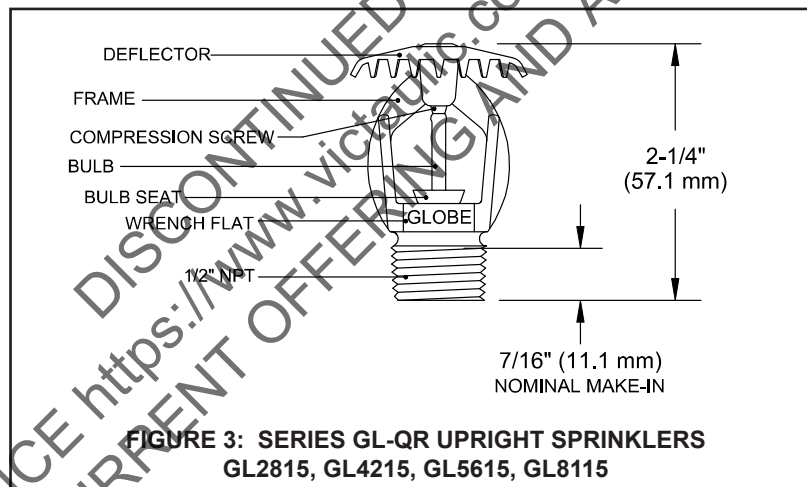 DEFLECTOR
FRAME
COMPRESSION SCREW
BULB
BULB SEAT
WRENCH FLAT
GLOBE
1/2" NPT
2-1/4"
(57.1 mm)
7/16" (11.1 mm)
NOMINAL MAKE-IN
FIGURE 3: SERIES GL-QR UPRIGHT SPRINKLERS
GL2815, GL4215, GL5615, GL8115
DISCONTINUED
https://www.victaulic.co
CURRENT OFFERING AND A